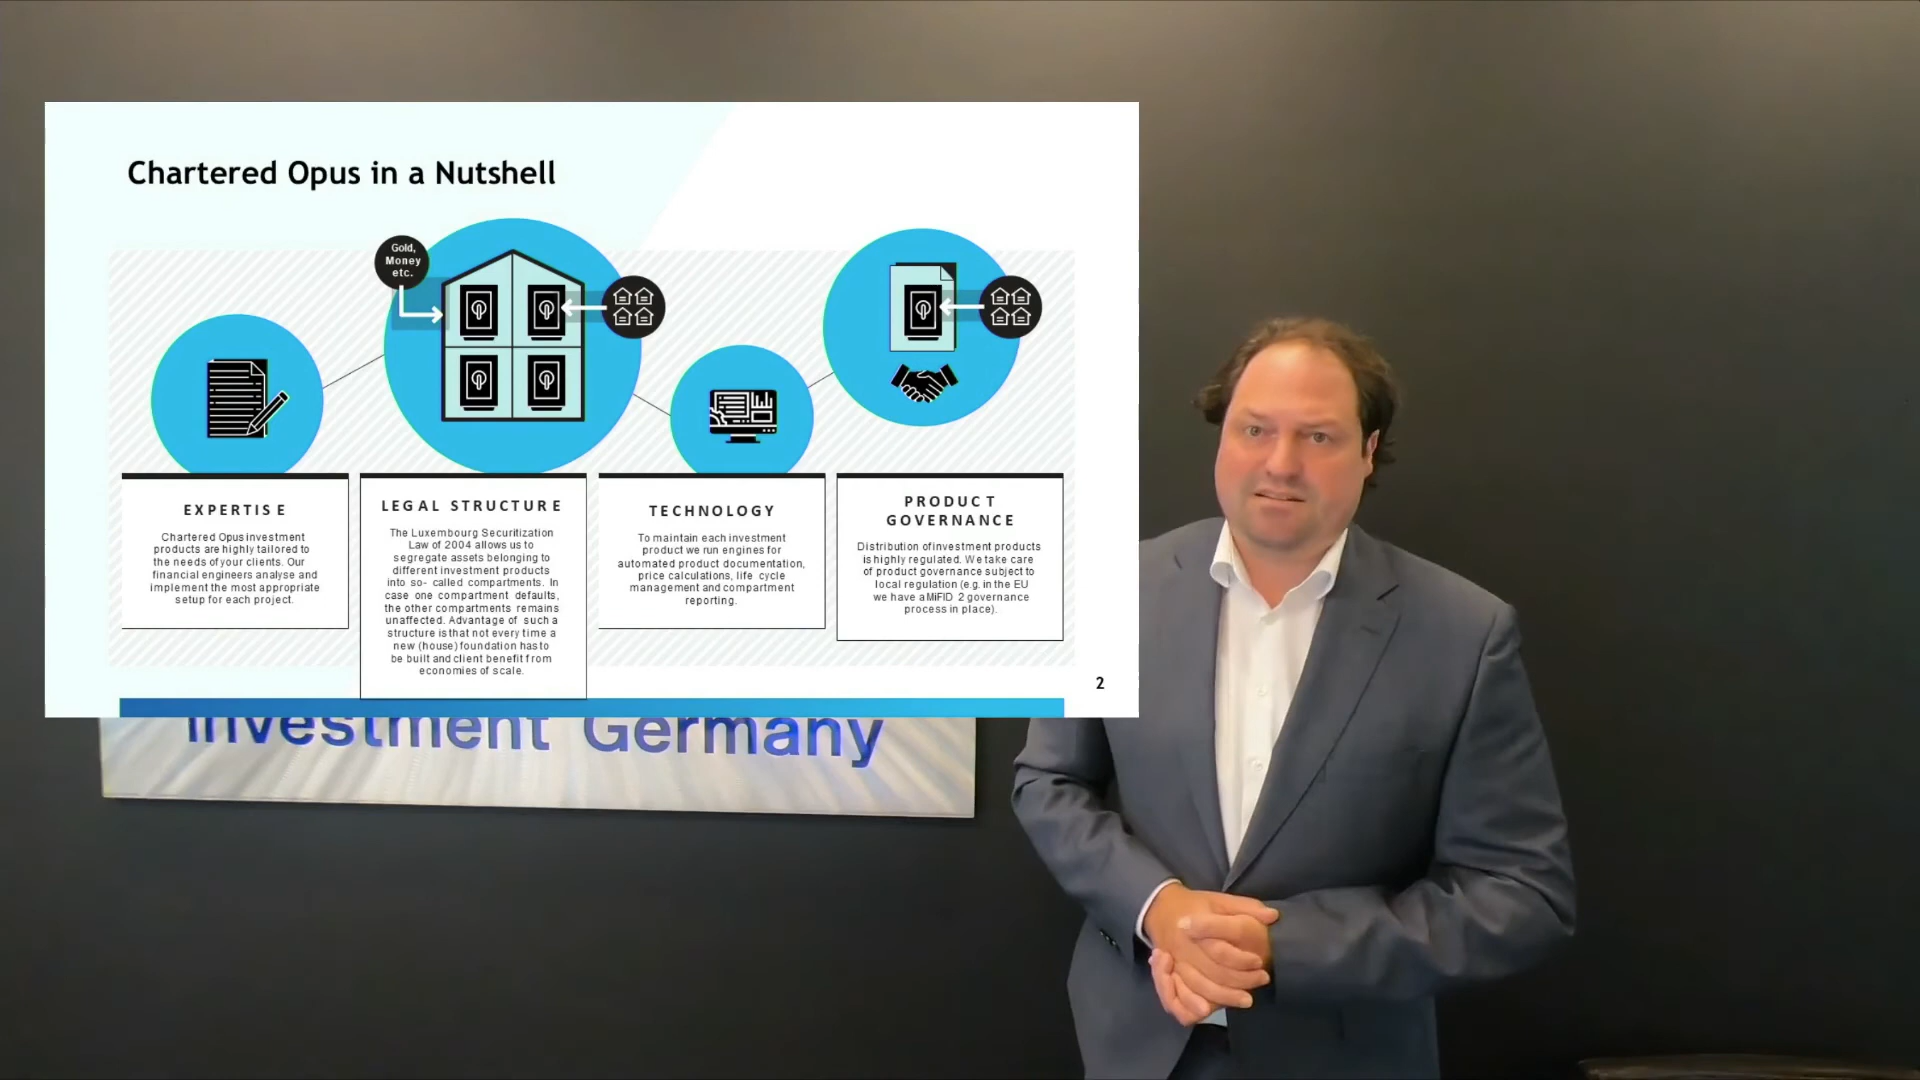 Chartered Opus in a Nutshell
Gold,
Money
etc.
EXPERTISE
Chartered Opus investment
products are highly tailored to
the needs of your clients. Our
financial engineers analyse and
implement the most appropriate
setup for each project.
LEGAL STRUCTURE
The Luxembourg Securitization
Law of 2004 allows us to
segregate assets belonging to
different investment products
into so- called compartments. In
case one compartment defaults,
the other compartments remains
unaffected. Advantage of such a
structure is that not every time a
new (house) foundation has to
be built and client benefit from
economies of scale.
TECHNOLOGY
To maintain each investment
product we run engines for
automated product documentation,
price calculations, life cycle
management and compartment
reporting.
PRODUCT
GOVERNANCE
Distribution of investment products
is highly regulated. We take care
of product governance subject to
local regulation (e.g. in the EU
we have a MiFID 2 governance
process in place).
2
Investment Germany